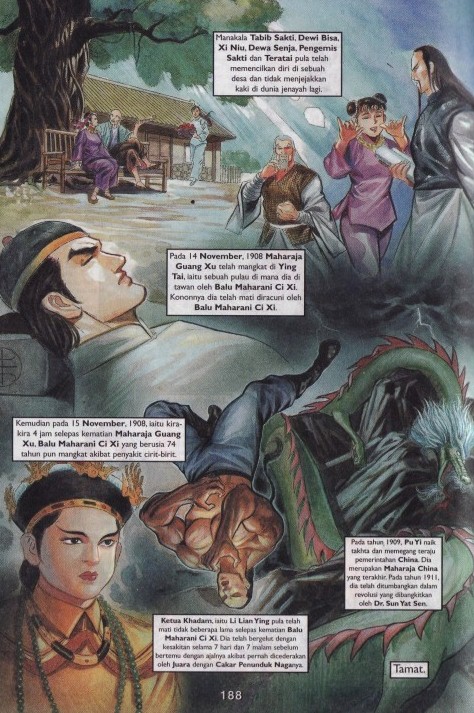 Manakala Tabib Sakti, Dewi Bisa,
Xi Niu, Dewa Senja, Pengemis
Sakti dan Teratai pula telah
memencilkan diri di sebuah
desa dan tidak menjejakkan
kaki di dunia jenayah lagi.
Pada 14 November, 1908 Maharaja
Guang Xu telah mangkat di Ying
Tai, iaitu sebuah pulau di mana dia di
tawan oleh Balu Maharani Ci Xi.
Kononnya dia telah mati diracuni oleh
Balu Maharani Ci Xi.
Kemudian pada 15 November, 1908, iaitu kira-
kira 4 jam selepas kematian Maharaja Guang
Xu, Balu Maharani Ci Xi yang berusia 74
tahun pun mangkat akibat penyakit cirit-birit.
Pada tahun 1909, Pu Yi naik
takhta dan memegang teraju
pemerintahan China. Dia
merupakan Maharaja China
yang terakhir. Pada tahun 1911,
dia telah ditumbangkan dalam
revolusi yang dibangkitkan
oleh Dr. Sun Yat Sen.
Ketua Khadam, iaitu Li Lian Ying pula telah
mati tidak beberapa lama selepas kematian Balu
Maharani Ci Xi. Dia telah bergelut dengan
kesakitan selama 7 hari dan 7 malam sebelum
bertemu dengan ajalnya akibat pernah dicederakan
oleh Juara dengan Cakar Penunduk Naganya.
Tamat.
188